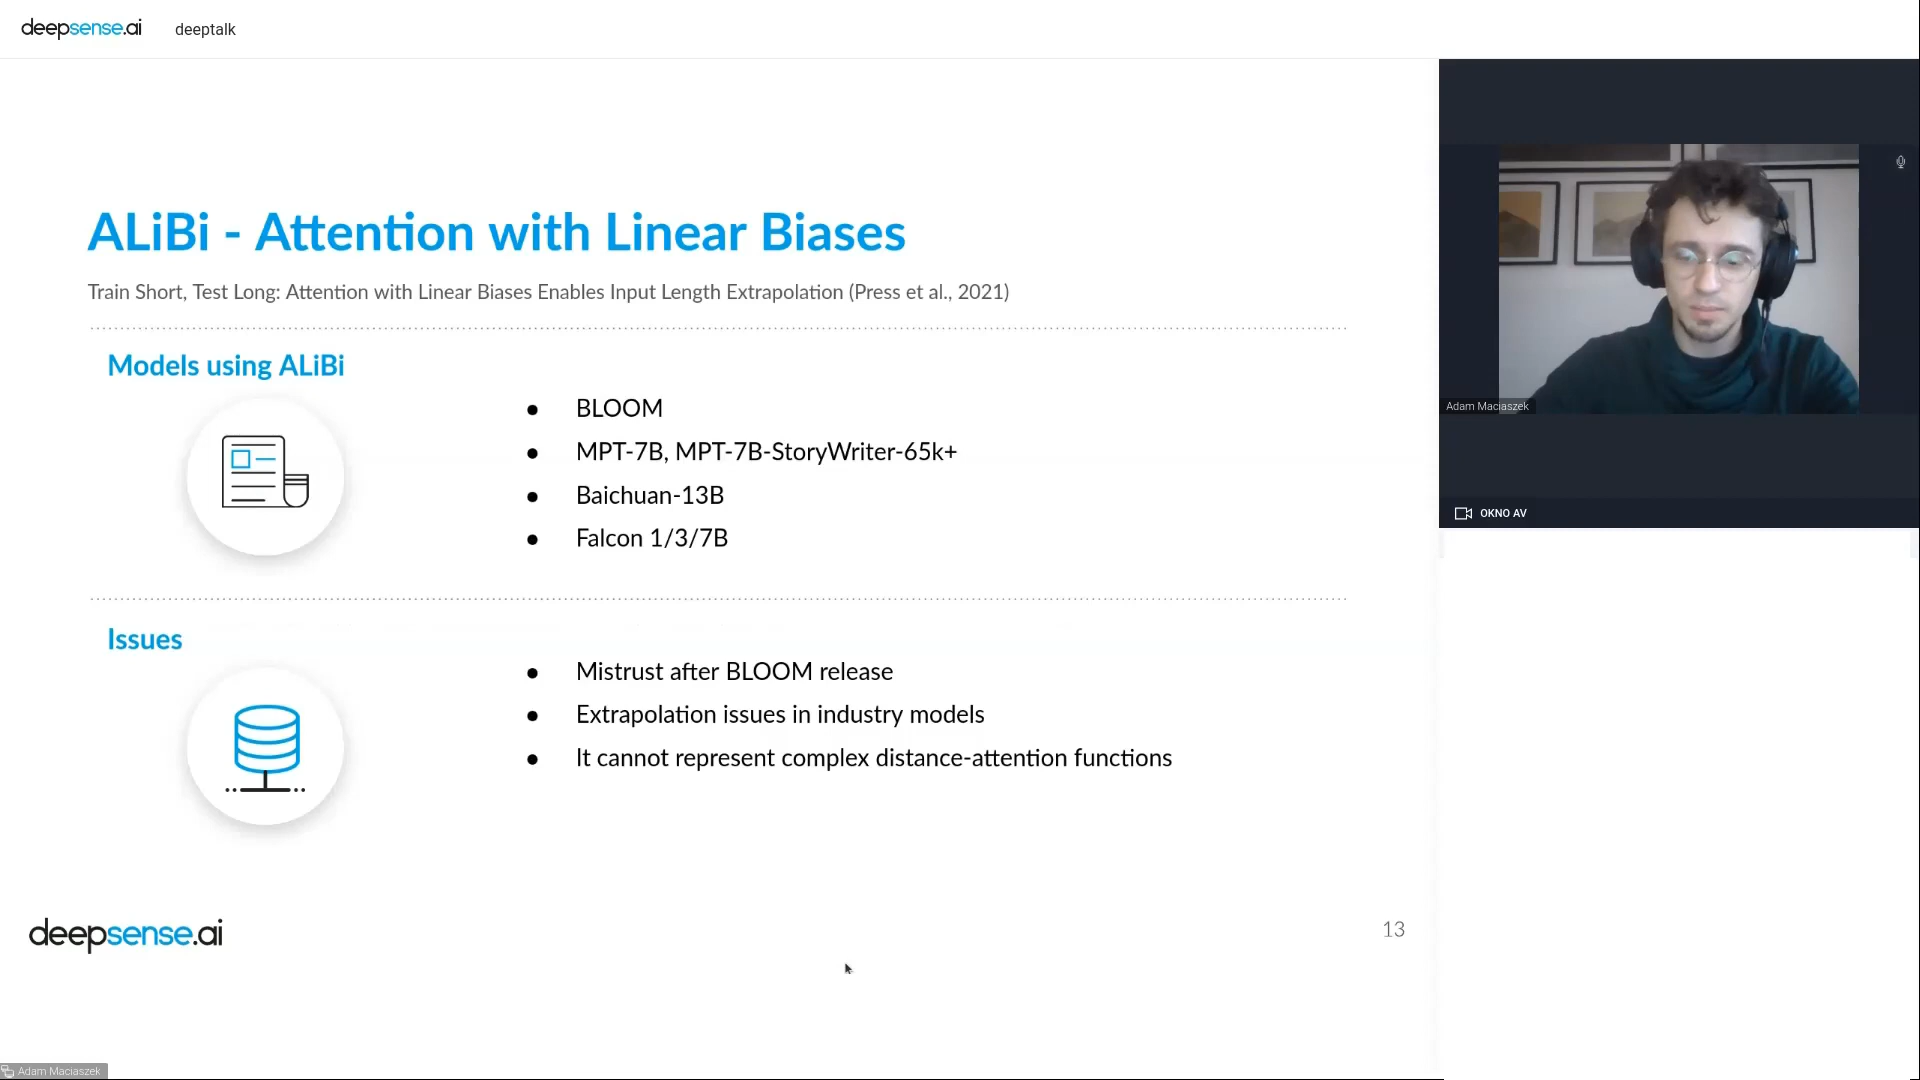 deepsense.ai deeptalk
ALiBi - Attention with Linear Biases
Train Short, Test Long: Attention with Linear Biases Enables Input Length Extrapolation (Press et al., 2021)
Models using ALiBi
● BLOOM
● MPT-7B, MPT-7B-StoryWriter-65k+
● Baichuan-13B
● Falcon 1/3/7B
Issues
● Mistrust after BLOOM release
● Extrapolation issues in industry models
● It cannot represent complex distance-attention functions
deepsense.ai
13
Adam Maciaszek
Adam Maciaszek
OKNO AV